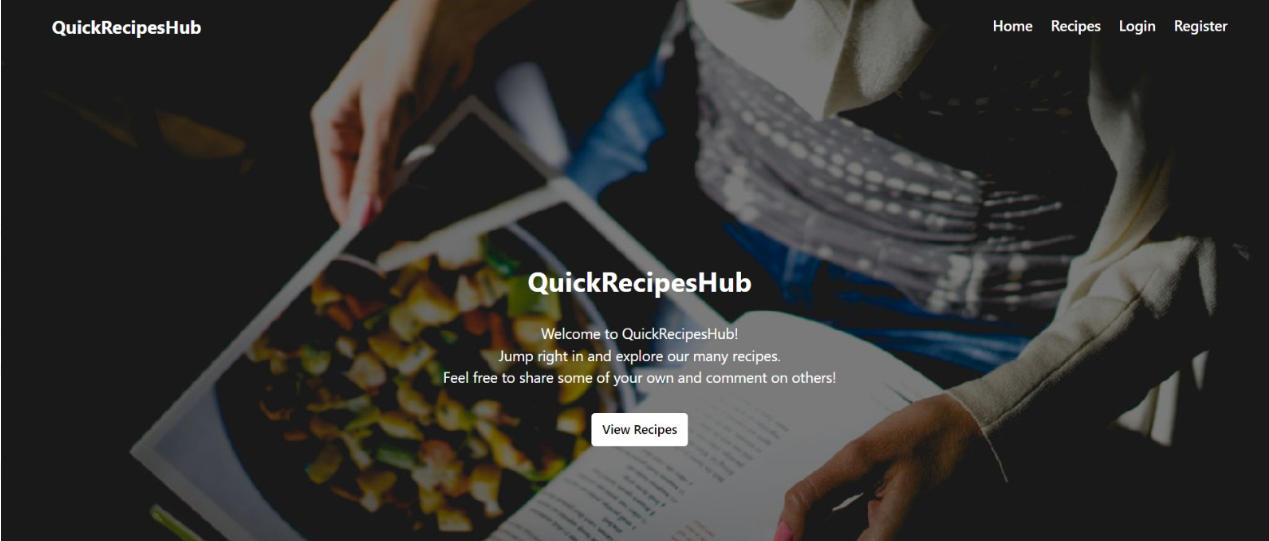 QuickRecipesHub
Home Recipes Login Register
QuickRecipesHub
Welcome to QuickRecipesHub!
Jump right in and explore our many recipes.
Feel free to share some of your own and comment on others!
View Recipes